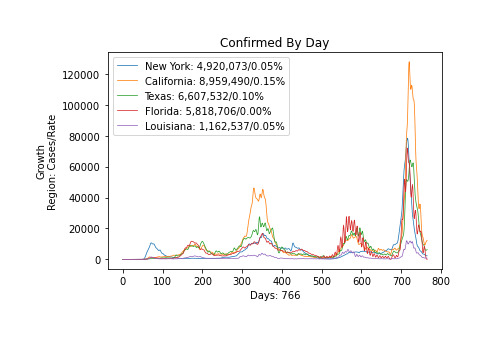 Confirmed By Day
New York: 4,920,073/0.05%
California: 8,959,490/0.15%
Texas: 6,607,532/0.10%
Florida: 5,818,706/0.00%
Louisiana: 1,162,537/0.05%
Growth
Region: Cases/Rate
120000
100000
80000
60000
40000
20000
0
0 100 200 300 400 500 600 700 800
Days: 766